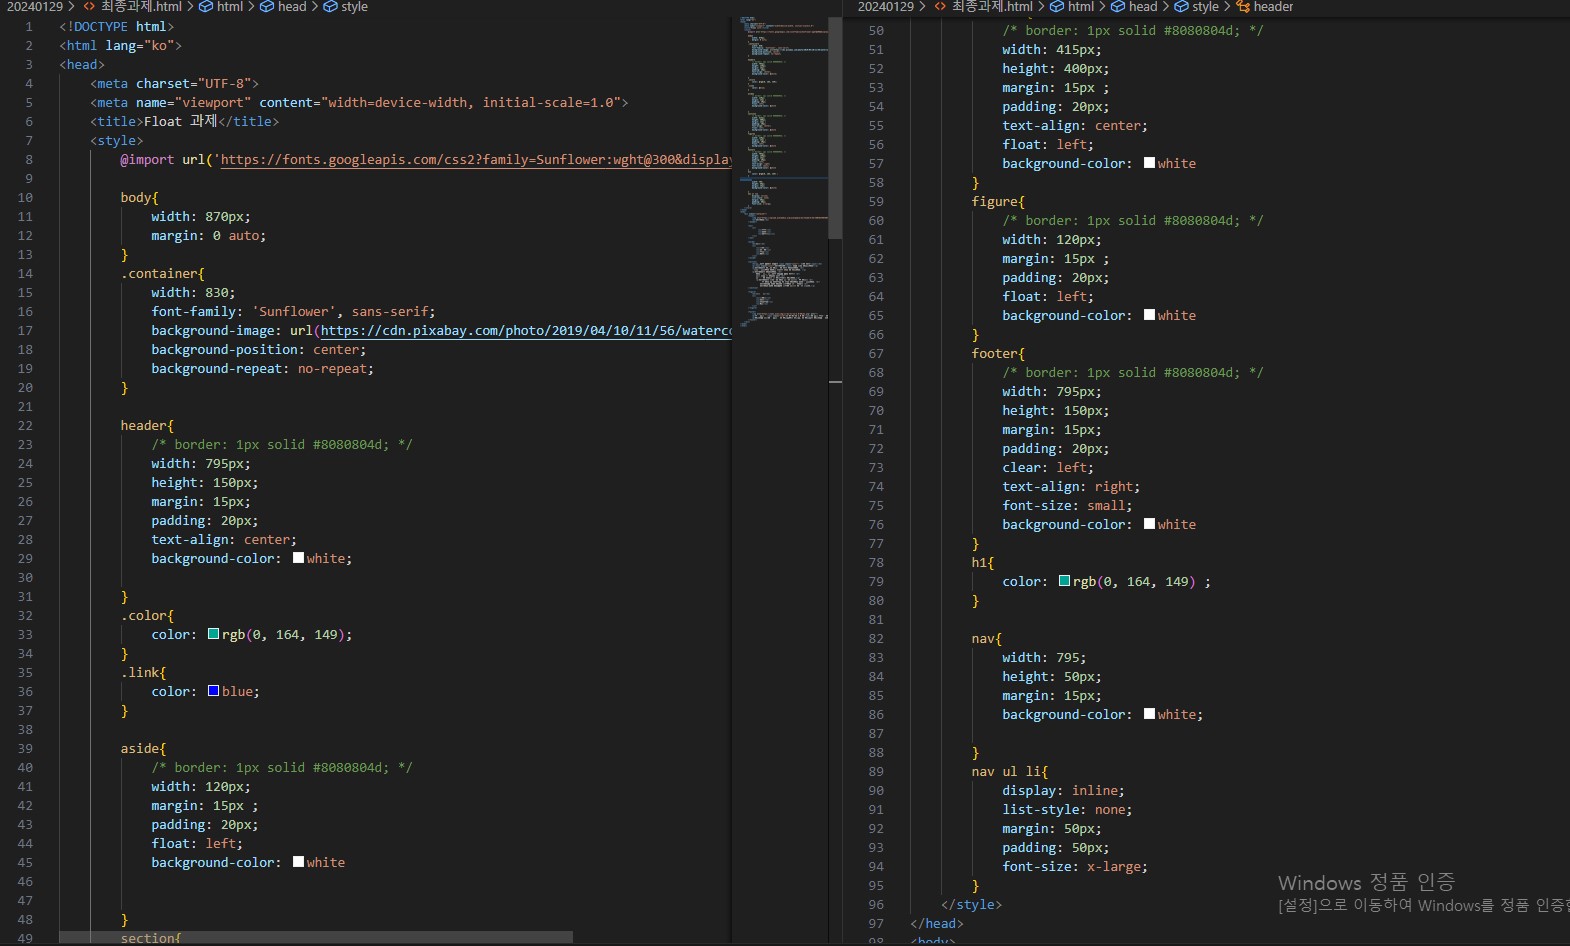 20240129 > <> 최종과제.html > html > head > style
1 <!DOCTYPE html>
2 <html lang="ko">
3 <head>
4 <meta charset="UTF-8">
5 <meta name="viewport" content="width=device-width, initial-scale=1.0">
6 <title>Float 과제</title>
7 <style>
8 @import url('https://fonts.googleapis.com/css2?family=Sunflower:wght@300&display
9
10 body{
11 width: 870px;
12 margin: 0 auto;
13 }
14 .container{
15 width: 830;
16 font-family: 'Sunflower', sans-serif;
17 background-image: url(https://cdn.pixabay.com/photo/2019/04/10/11/56/waterco
18 background-position: center;
19 background-repeat: no-repeat;
20 }
21
22 header{
23 /* border: 1px solid #8080804d; */
24 width: 795px;
25 height: 150px;
26 margin: 15px;
27 padding: 20px;
28 text-align: center;
29 background-color: white;
30
31 }
32 .color{
33 color: rgb(0, 164, 149);
34 }
35 .link{
36 color: blue;
37 }
38
39 aside{
40 /* border: 1px solid #8080804d; */
41 width: 120px;
42 margin: 15px ;
43 padding: 20px;
44 float: left;
45 background-color: white
46
47
48 }
49 section{
20240129 > <> 최종과제.html > html > head > style > header
50 /* border: 1px solid #8080804d; */
51 width: 415px;
52 height: 400px;
53 margin: 15px ;
54 padding: 20px;
55 text-align: center;
56 float: left;
57 background-color: white
58 }
59 figure{
60 /* border: 1px solid #8080804d; */
61 width: 120px;
62 margin: 15px ;
63 padding: 20px;
64 float: left;
65 background-color: white
66 }
67 footer{
68 /* border: 1px solid #8080804d; */
69 width: 795px;
70 height: 150px;
71 margin: 15px;
72 padding: 20px;
73 clear: left;
74 text-align: right;
75 font-size: small;
76 background-color: white
77 }
78 h1{
79 color: rgb(0, 164, 149) ;
80 }
81
82 nav{
83 width: 795;
84 height: 50px;
85 margin: 15px;
86 background-color: white;
87
88 }
89 nav ul li{
90 display: inline;
91 list-style: none;
92 margin: 50px;
93 padding: 50px;
94 font-size: x-large;
95 }
96 </style>
97 </head>
98 <body>
Windows 정품 인증
[설정]으로 이동하여 Windows를 정품 인증합